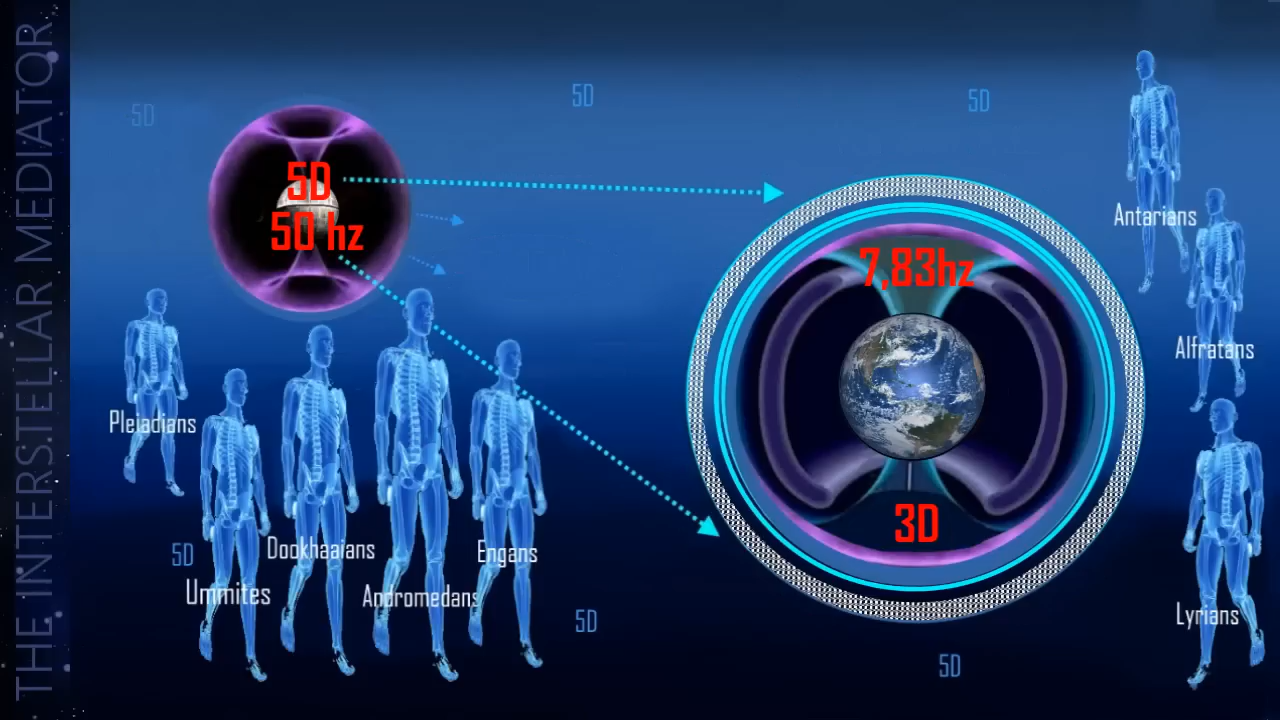 THE INTERSTELLAR MEDIATOR
5D
5D
5D
5D
50 hz
7,83hz
3D
Antarians
Alfratans
Pleiadians
Dookhaaians
Engans
5D
Ummites
Andromedans
Lyrians
5D
5D